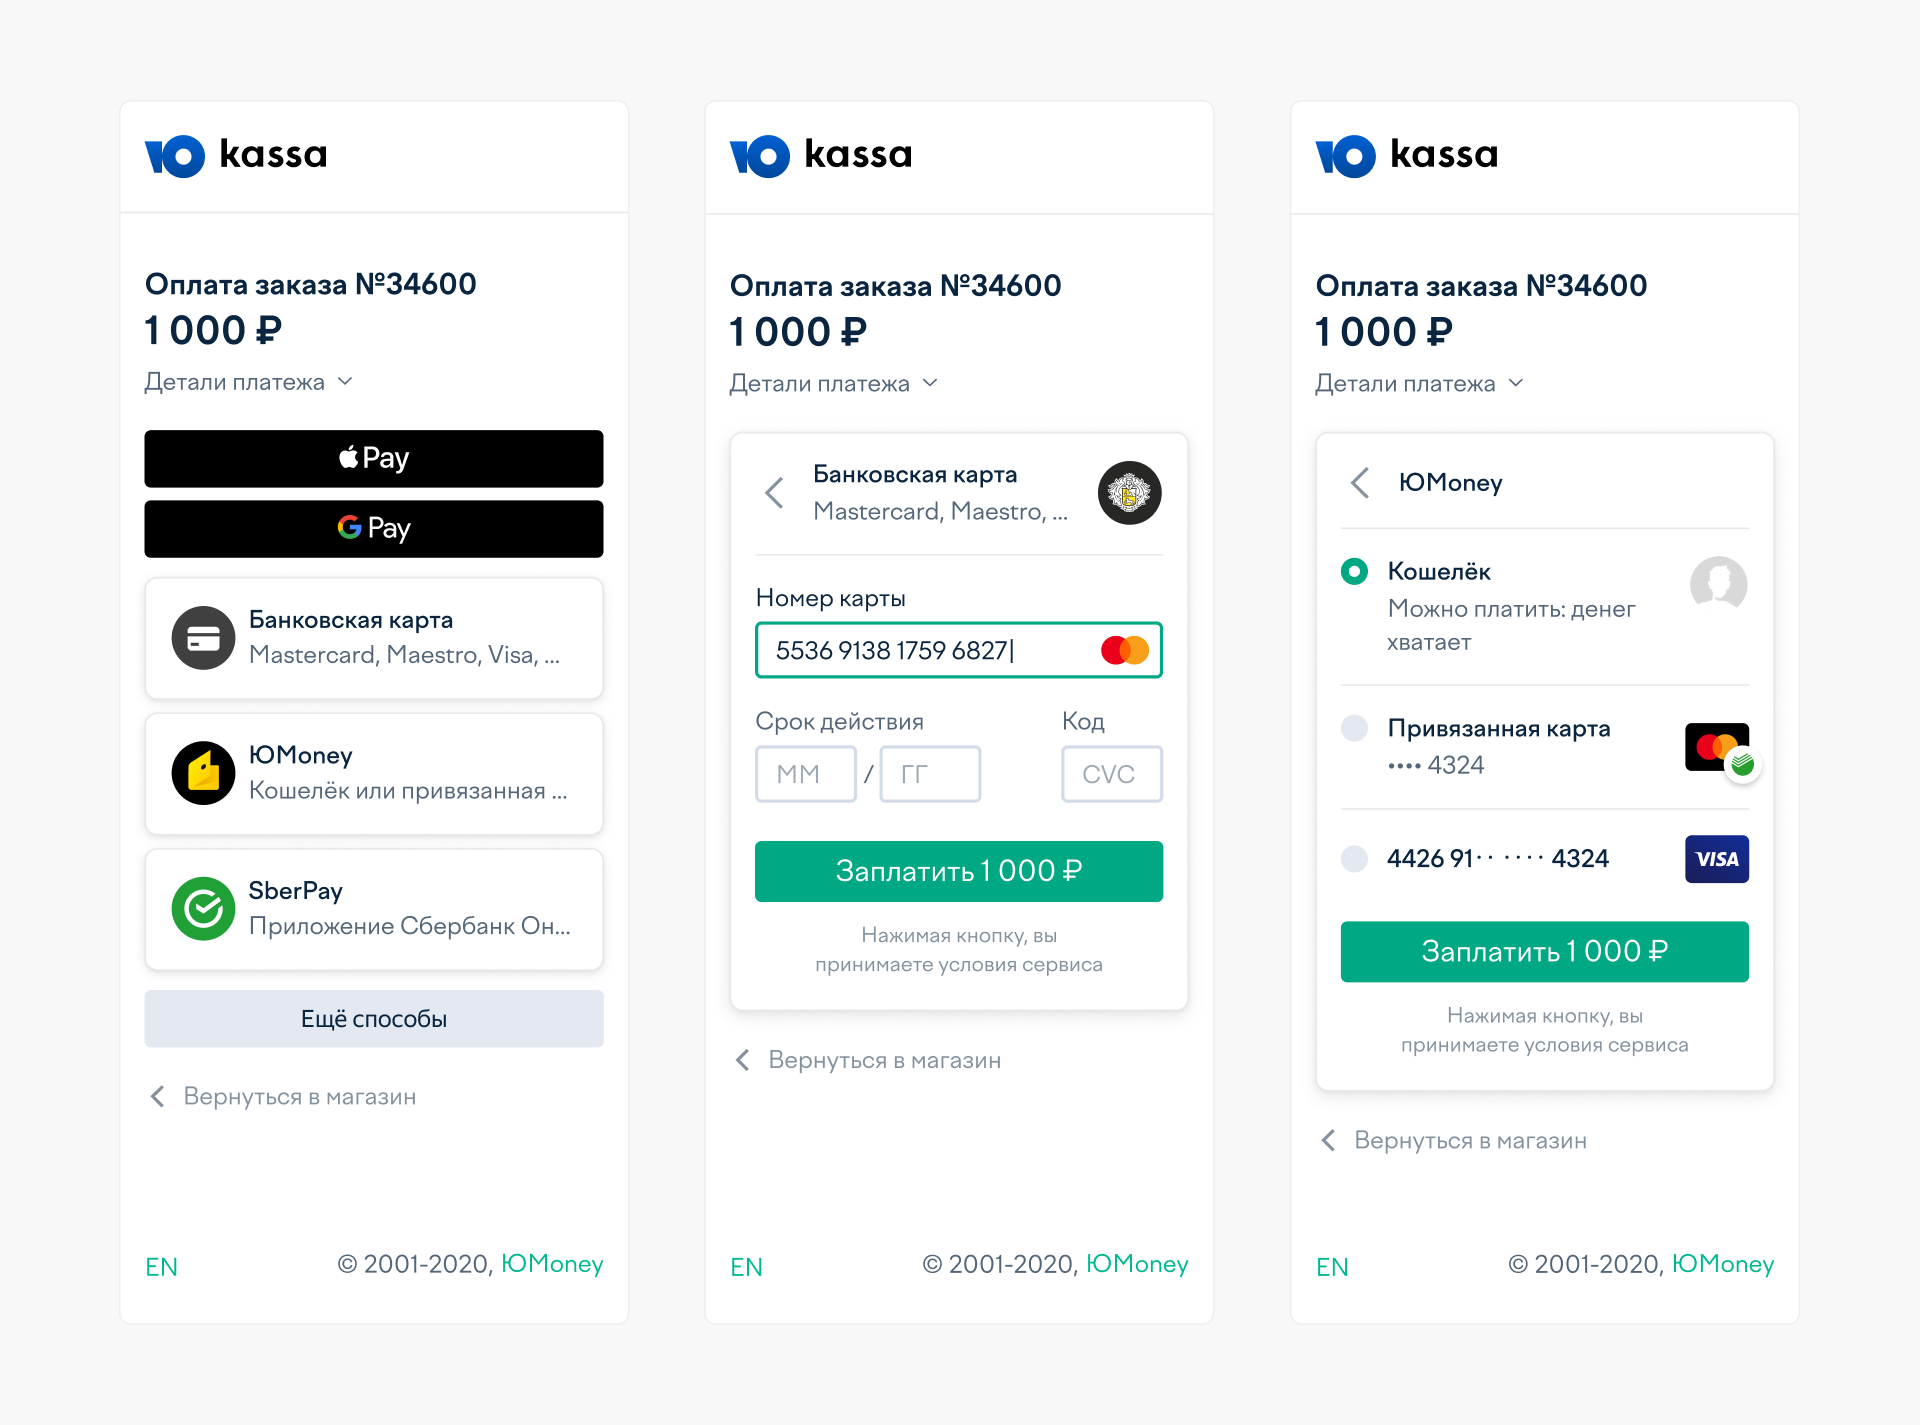 kassa
Оплата заказа №34600
1 000 ₽
Детали платежа
Pay
G Pay
Банковская карта
Mastercard, Maestro, Visa, ...
ЮMoney
Кошелёк или привязанная ...
SberPay
Приложение Сбербанк Он...
Ещё способы
Вернуться в магазин
EN
© 2001-2020, ЮMoney
kassa
Оплата заказа №34600
1 000 ₽
Детали платежа
Банковская карта
Mastercard, Maestro, ...
Номер карты
5536 9138 1759 6827
Срок действия
Код
ММ / ГГ
CVC
Заплатить 1 000 ₽
Нажимая кнопку, вы
принимаете условия сервиса
Вернуться в магазин
EN
© 2001-2020, ЮMoney
kassa
Оплата заказа №34600
1 000 ₽
Детали платежа
ЮMoney
Кошелёк
Можно платить: денег
хватает
Привязанная карта
•••• 4324
4426 91·· ···· 4324
VISA
Заплатить 1 000 ₽
Нажимая кнопку, вы
принимаете условия сервиса
Вернуться в магазин
EN
© 2001-2020, ЮMoney